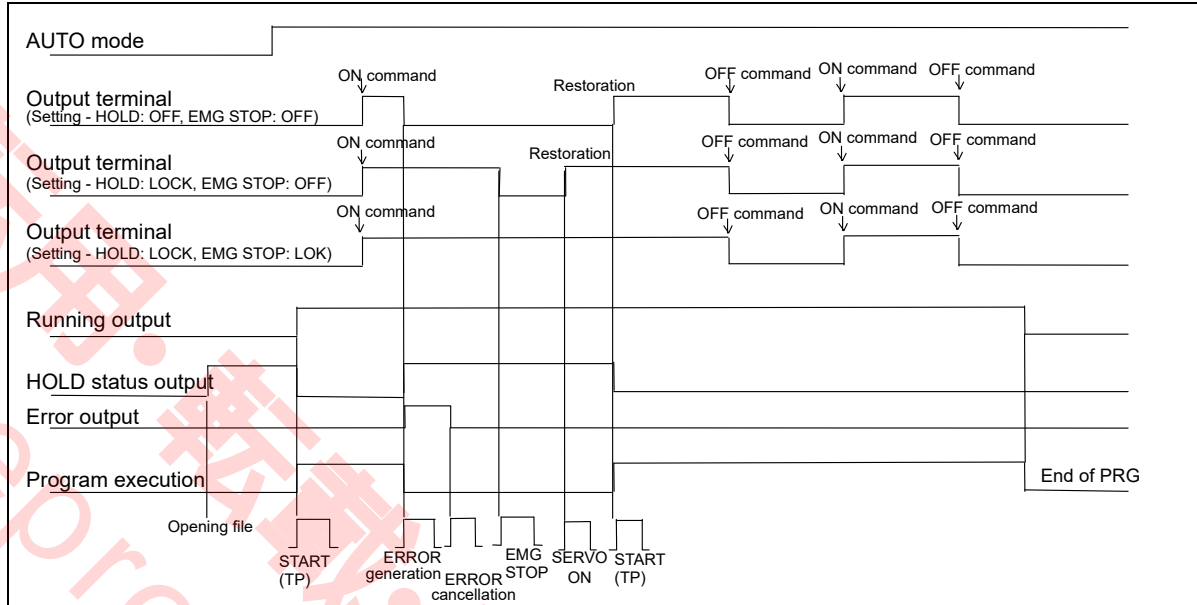 AUTO mode
ON command
Restoration
OFF command ON command OFF command
Output terminal
(Setting - HOLD: OFF, EMG STOP: OFF)
ON command
Restoration
OFF command ON command OFF command
Output terminal
(Setting - HOLD: LOCK, EMG STOP: OFF)
ON command
OFF command ON command OFF command
Output terminal
(Setting - HOLD: LOCK, EMG STOP: LOK)
Running output
HOLD status output
Error output
Program execution
End of PRG
Opening file
START
(TP)
ERROR
generation
ERROR
cancellation
EMG
STOP
SERVO
ON
START
(TP)
用・転載
repr